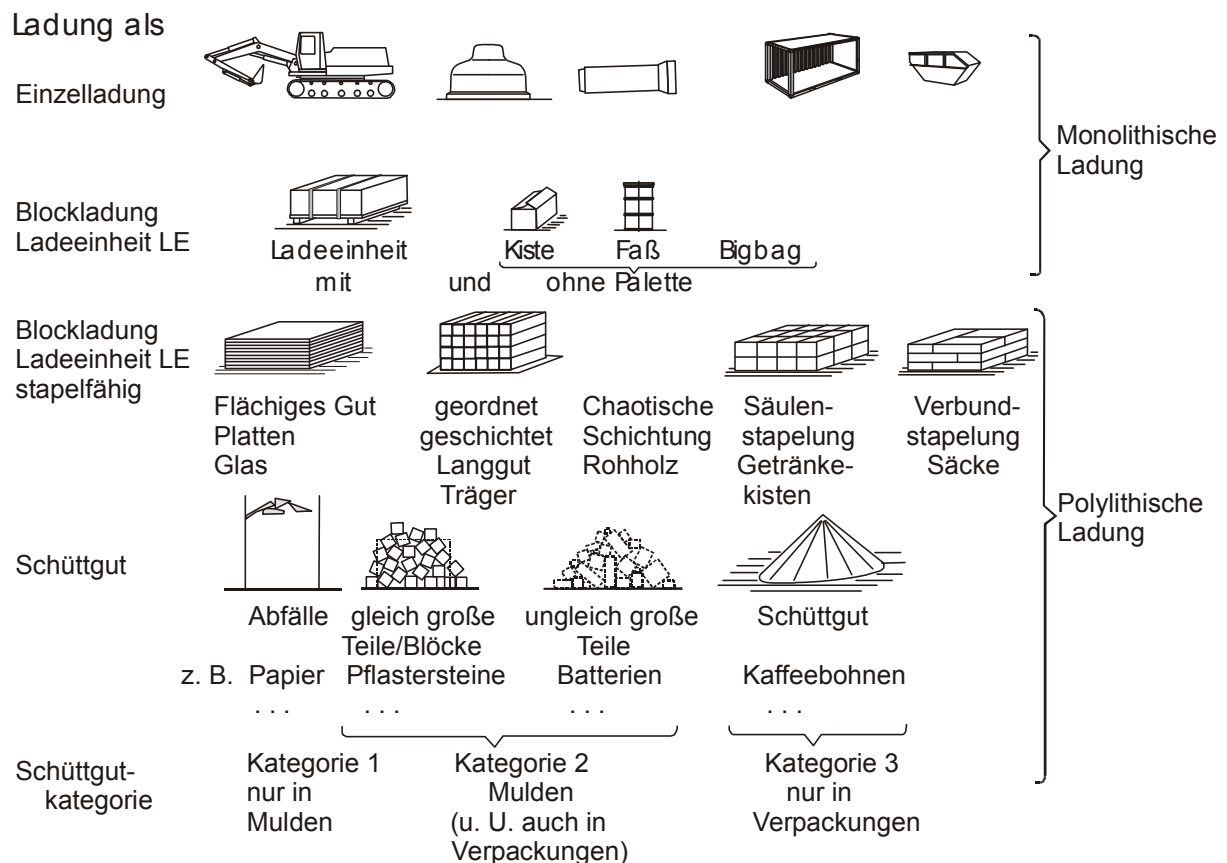 Ladung als
Einzelladung
Monolithische
Ladung
Blockladung
Ladeeinheit LE
Ladeeinheit
mit
und
Kiste
Faß
Bigbag
ohne Palette
Blockladung
Ladeeinheit LE
stapelfähig
Flächiges Gut
Platten
Glas
geordnet
geschichtet
Langgut
Träger
Chaotische
Schichtung
Rohholz
Säulen-
stapelung
Getränke-
kisten
Verbund-
stapelung
Säcke
Polylithische
Ladung
Schüttgut
Abfälle
gleich große
Teile/Blöcke
ungleich große
Teile
Schüttgut
z. B. Papier
Pflastersteine
Batterien
Kaffeebohnen
. . .
. . .
. . .
. . .
Schüttgut-
kategorie
Kategorie 1
nur in
Mulden
Kategorie 2
Mulden
(u. U. auch in
Verpackungen)
Kategorie 3
nur in
Verpackungen